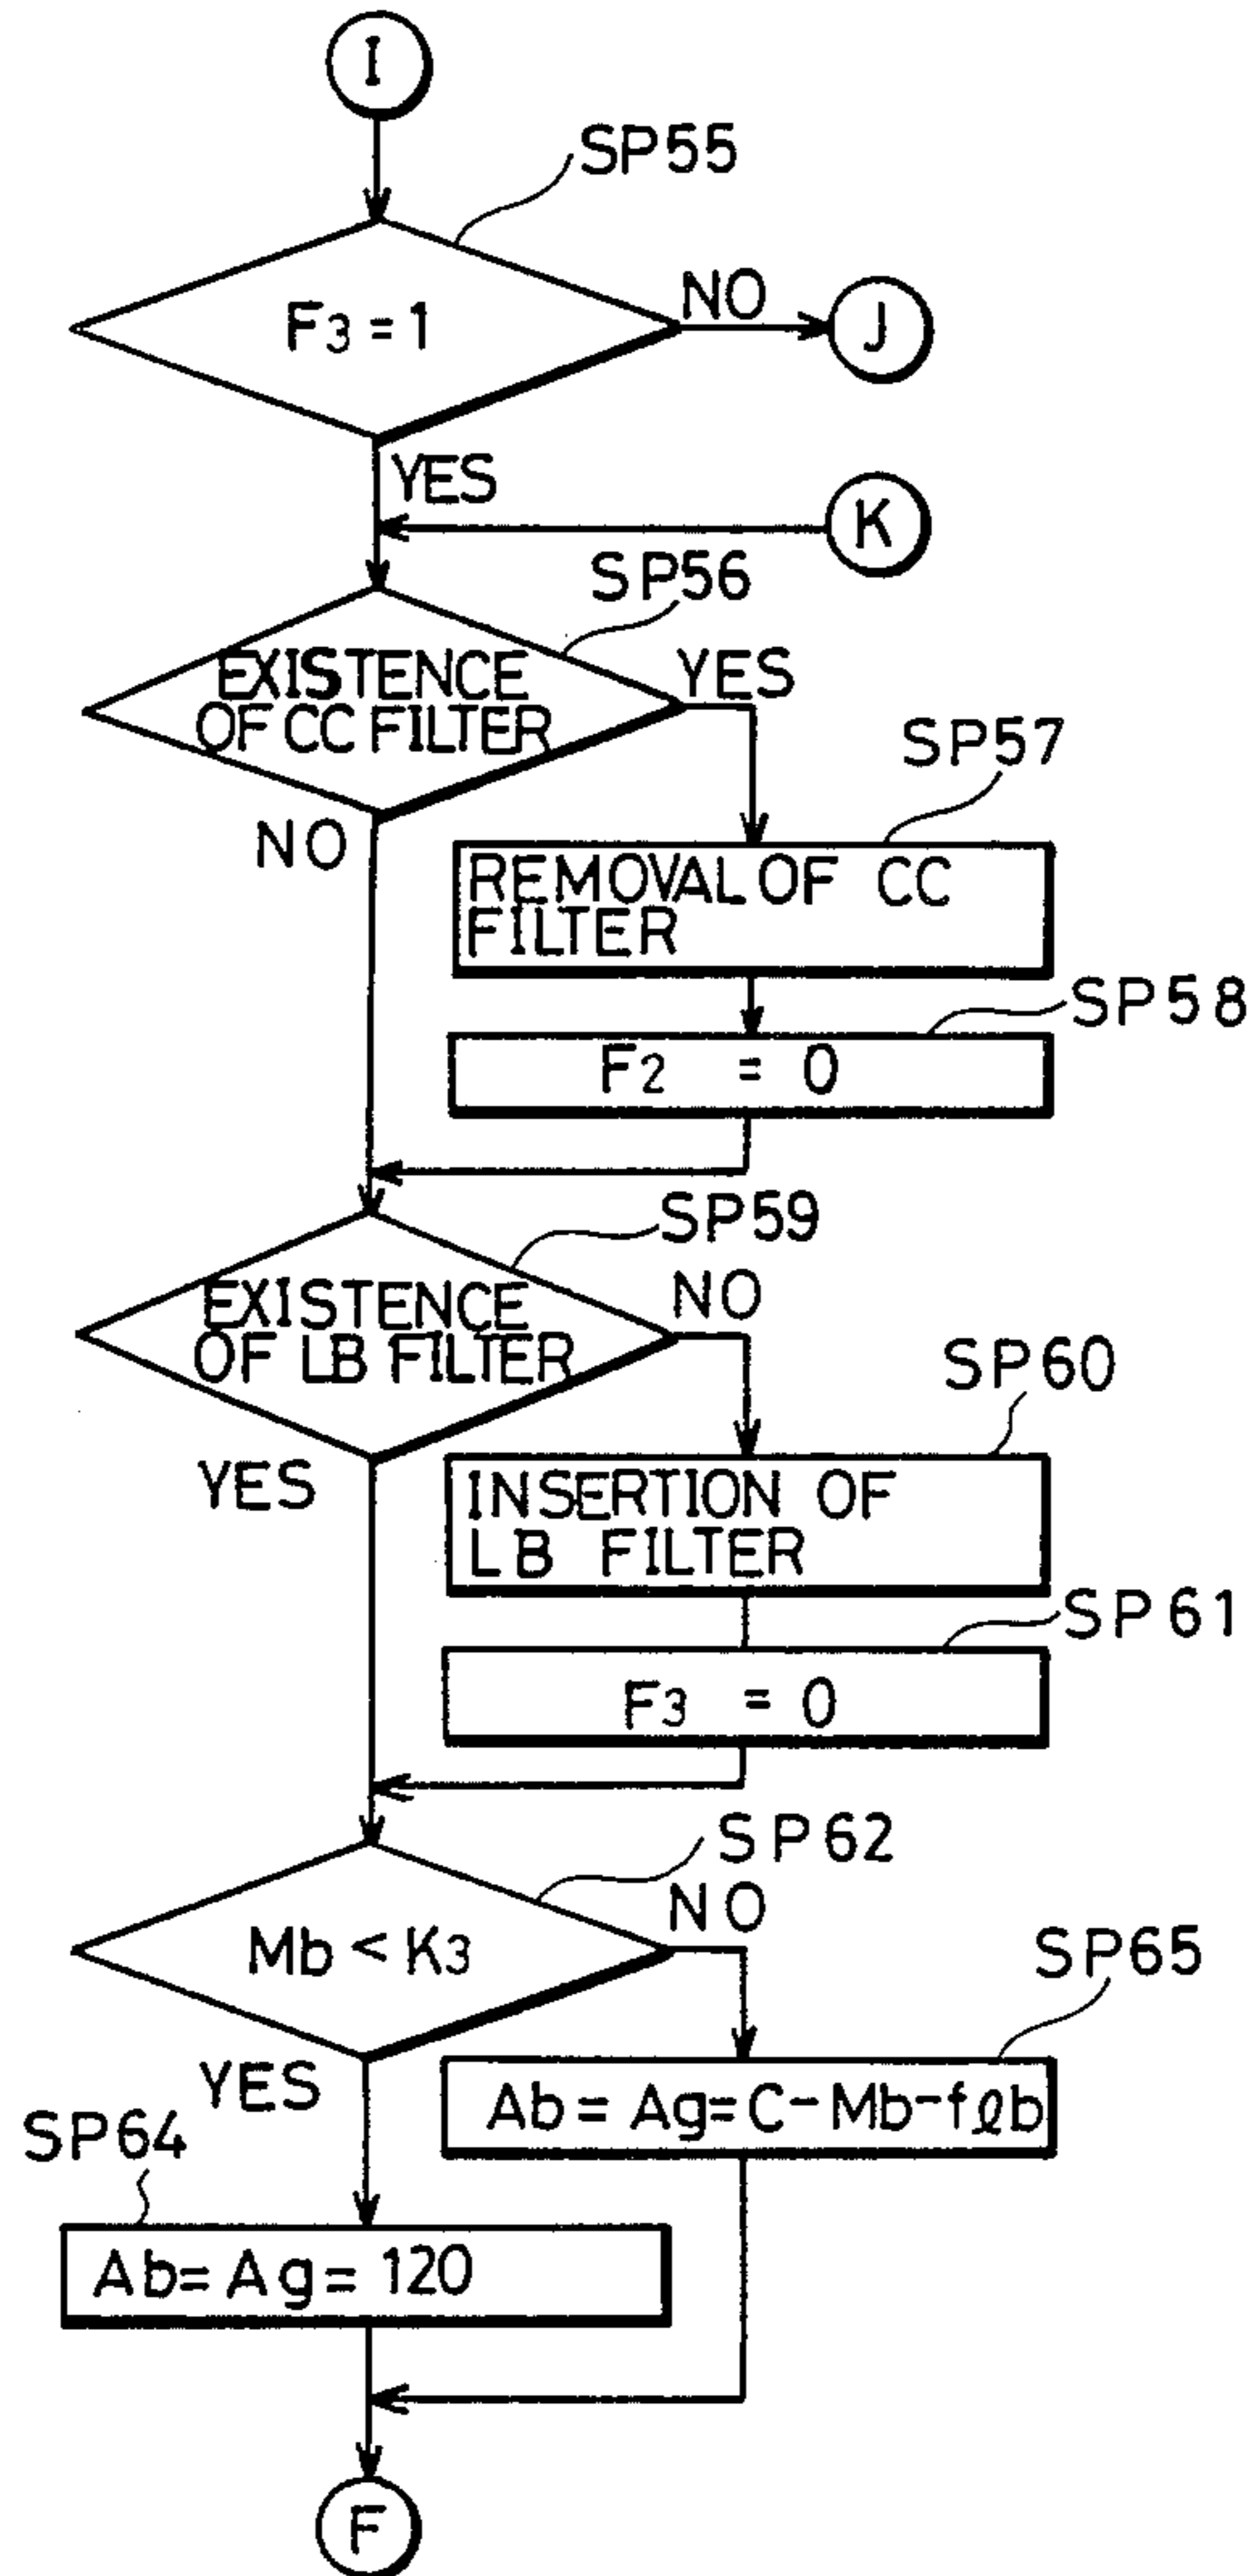 I
SP55
F3 = 1
NO
J
YES
K
SP56
EXISTENCE
OF CC FILTER
YES
NO
SP57
REMOVAL OF CC
FILTER
SP58
F2 = 0
SP59
EXISTENCE
OF LB FILTER
NO
YES
SP60
INSERTION OF
LB FILTER
SP61
F3 = 0
SP62
Mb < K3
NO
YES
SP65
Ab = Ag = C - Mb - fℓb
SP64
Ab = Ag = 120
F